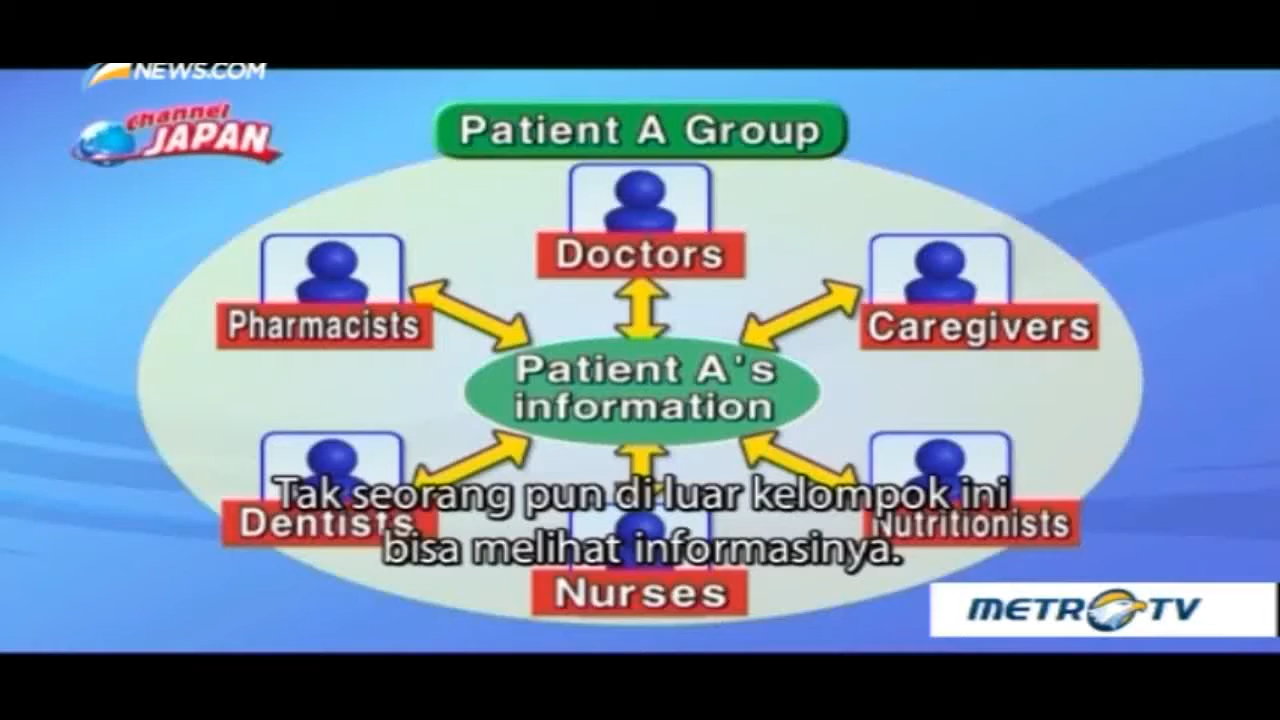 NEWS.COM
channel
JAPAN
Patient A Group
Doctors
Pharmacists
Caregivers
Patient A's
information
Dentists
Nutritionists
Tak seorang pun di luar kelompok ini
bisa melihat informasinya.
Nurses
METRO TV